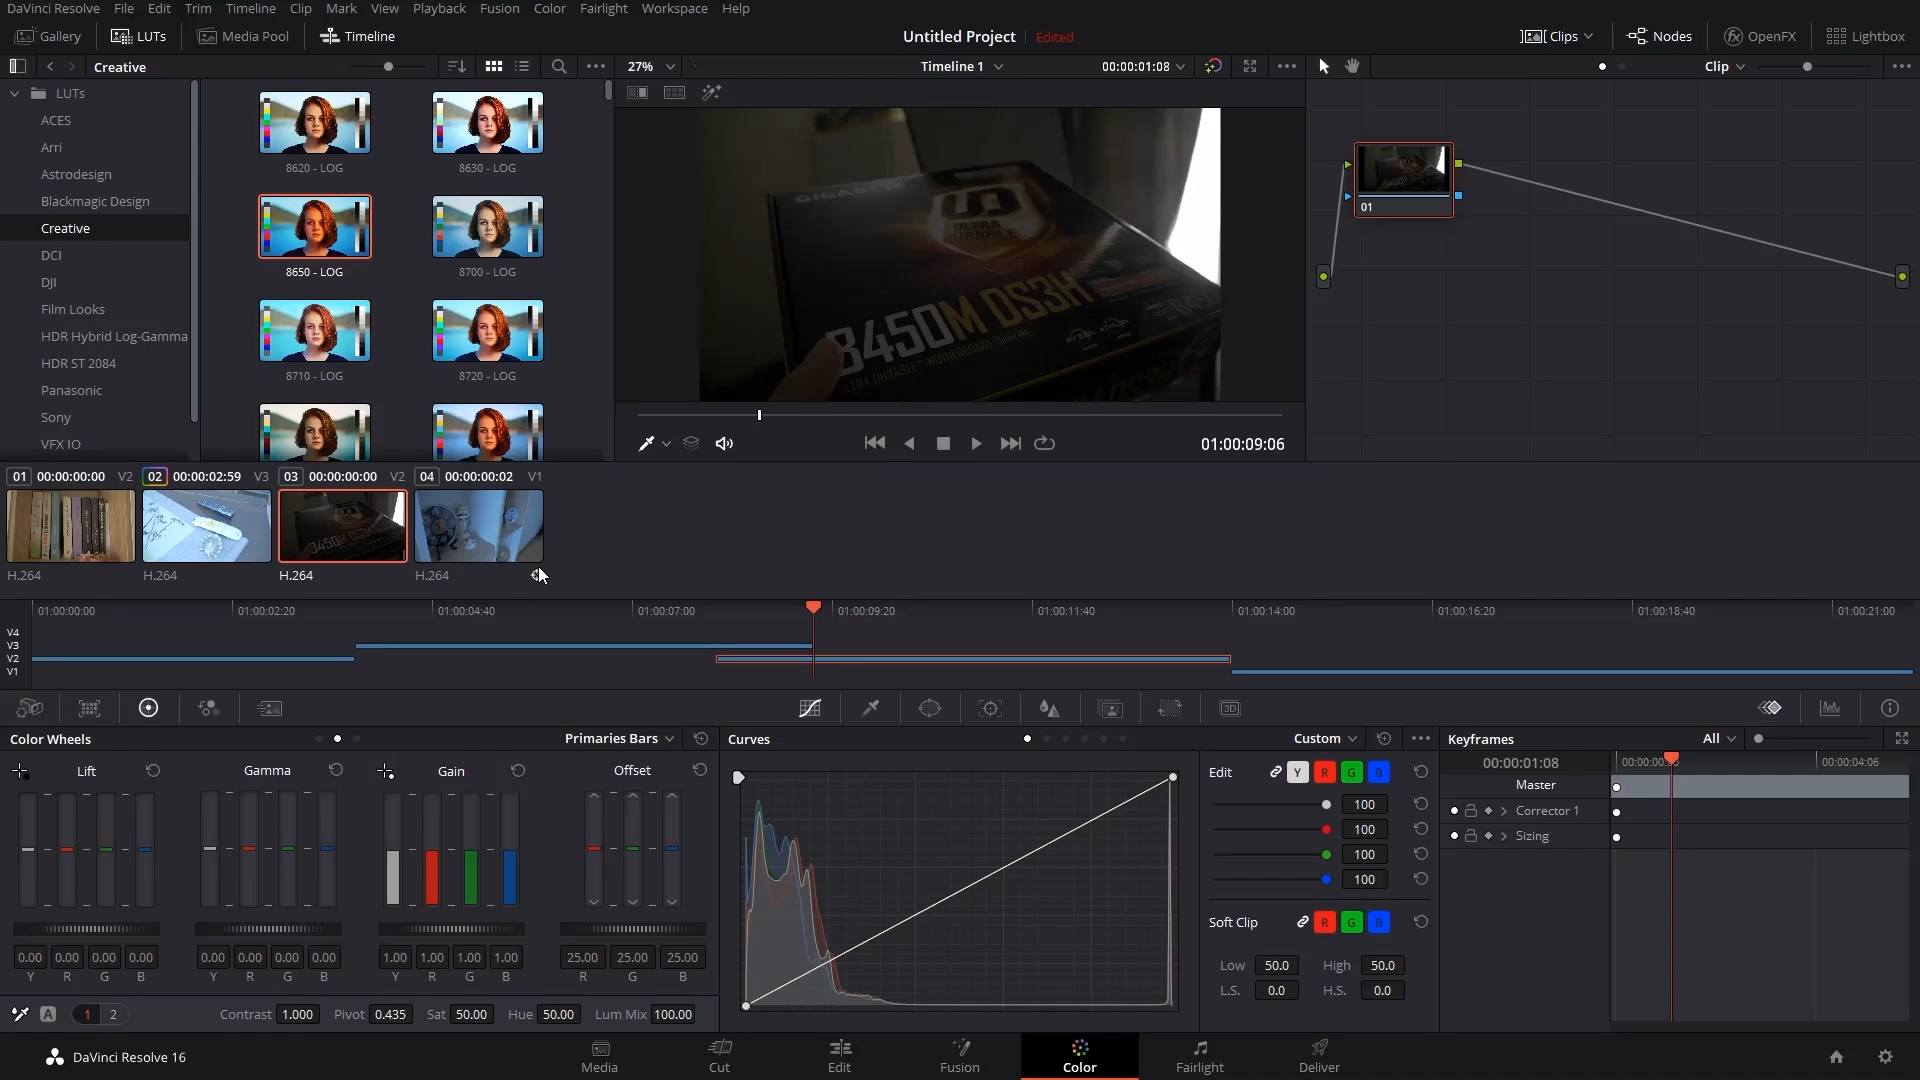 DaVinci Resolve File Edit Trim Timeline Clip Mark View Playback Fusion Color Fairlight Workspace Help
Gallery LUTs Media Pool Timeline Untitled Project Edited Clips Nodes OpenFX Lightbox
Creative 27% Timeline 1 00:00:01:08 Clip
LUTs
ACES
Arri
Astrodesign
Blackmagic Design
Creative
DCI
DJI
Film Looks
HDR Hybrid Log-Gamma
HDR ST 2084
Panasonic
Sony
VFX IO
8620 - LOG 8630 - LOG
8650 - LOG 8700 - LOG
8710 - LOG 8720 - LOG
GIGABYTE
ULTRA
DURABLE
B450M DS3H
ULTRA DURABLE™ MOTHERBOARD
RYZEN
01
01:00:09:06
01 00:00:00:00 V2 02 00:00:02:59 V3 03 00:00:00:00 V2 04 00:00:00:02 V1
B450M DS3H
H.264 H.264 H.264 H.264
01:00:00:00 01:00:02:20 01:00:04:40 01:00:07:00 01:00:09:20 01:00:11:40 01:00:14:00 01:00:16:20 01:00:18:40 01:00:21:00
V4
V3
V2
V1
3D
Color Wheels Primaries Bars
Lift Gamma Gain Offset
0.00 0.00 0.00 0.00 0.00 0.00 0.00 0.00 1.00 1.00 1.00 1.00 25.00 25.00 25.00
Y R G B Y R G B Y R G B R G B
A 1 2 Contrast 1.000 Pivot 0.435 Sat 50.00 Hue 50.00 Lum Mix 100.00
Curves Custom
Edit Y R G B
100
100
100
100
Soft Clip R G B
Low 50.0 High 50.0
L.S. 0.0 H.S. 0.0
Keyframes All
00:00:01:08 00:00:00 00:00:04:06
Master
Corrector 1
Sizing
DaVinci Resolve 16 Media Cut Edit Fusion Color Fairlight Deliver